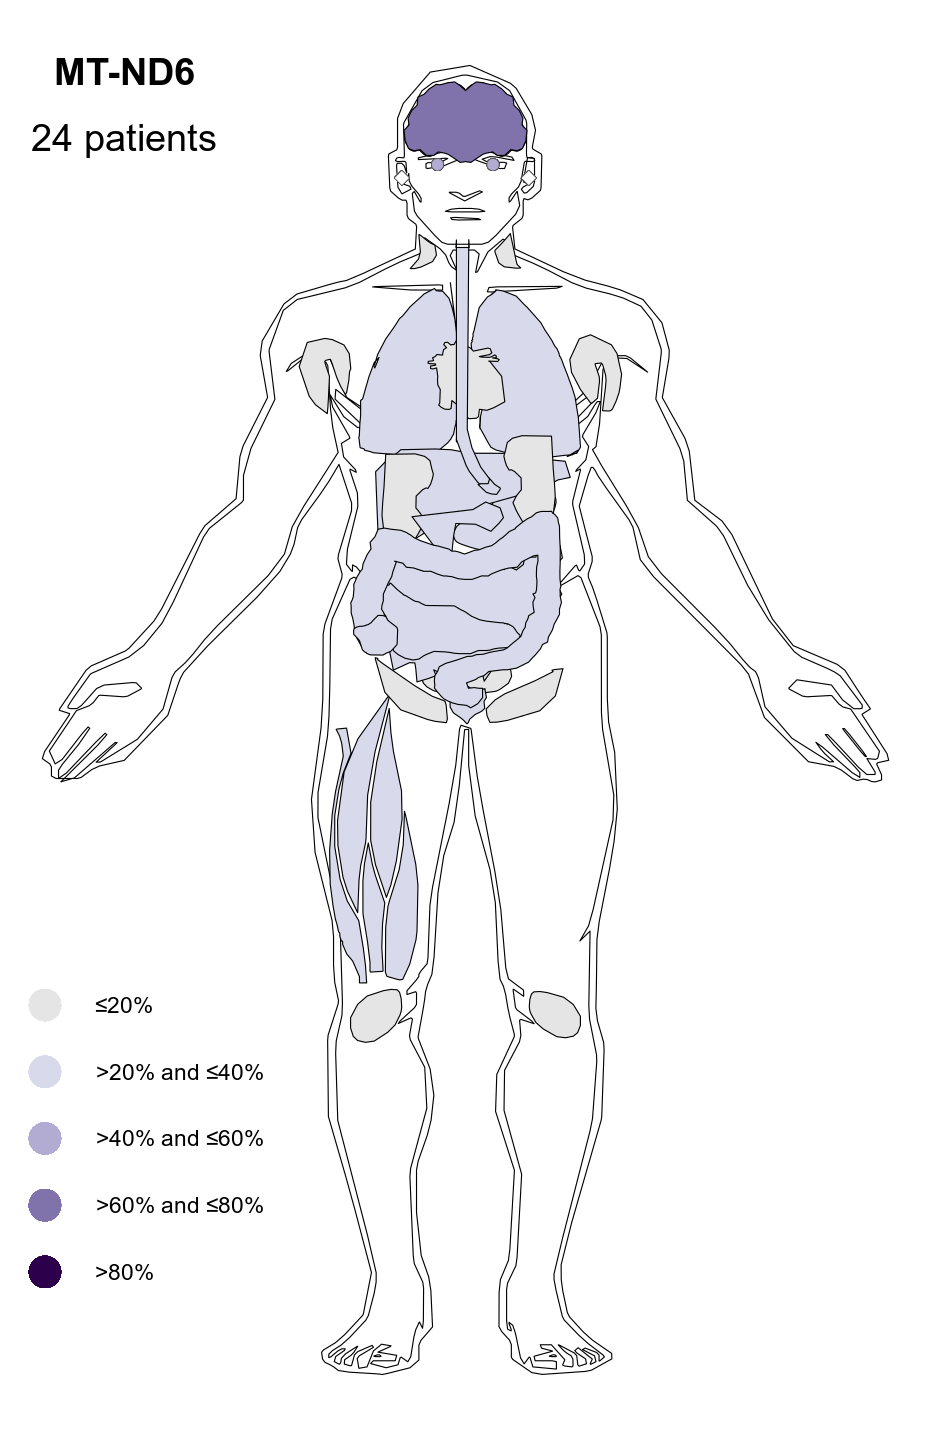 MT-ND6
24 patients
≤20%
>20% and ≤40%
>40% and ≤60%
>60% and ≤80%
>80%